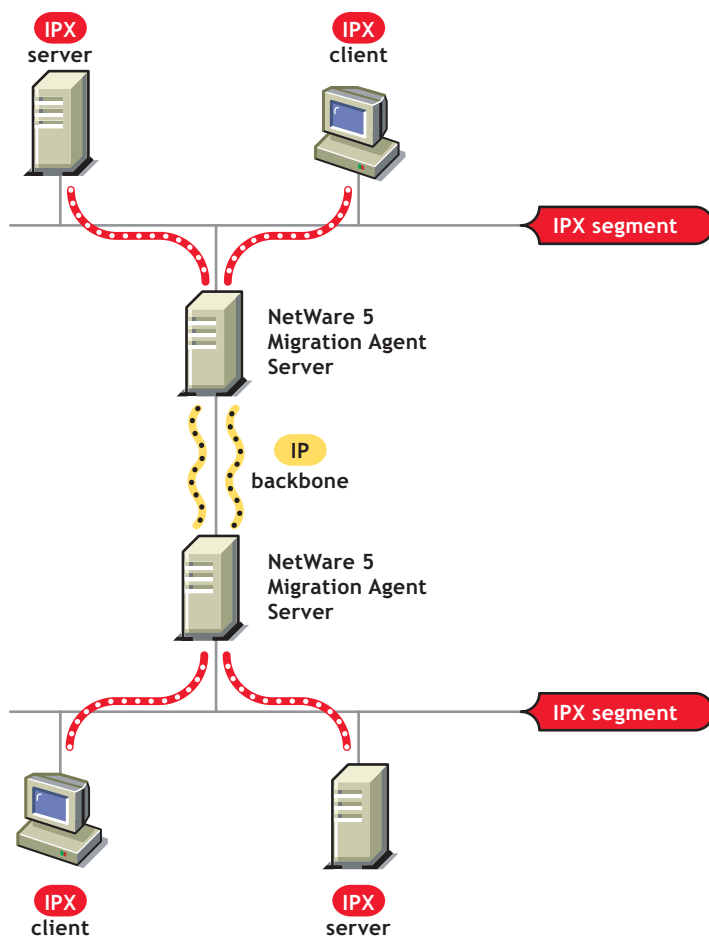 IPX
server
IPX
client
IPX segment
NetWare 5
Migration Agent
Server
IP
backbone
NetWare 5
Migration Agent
Server
IPX segment
IPX
client
IPX
server